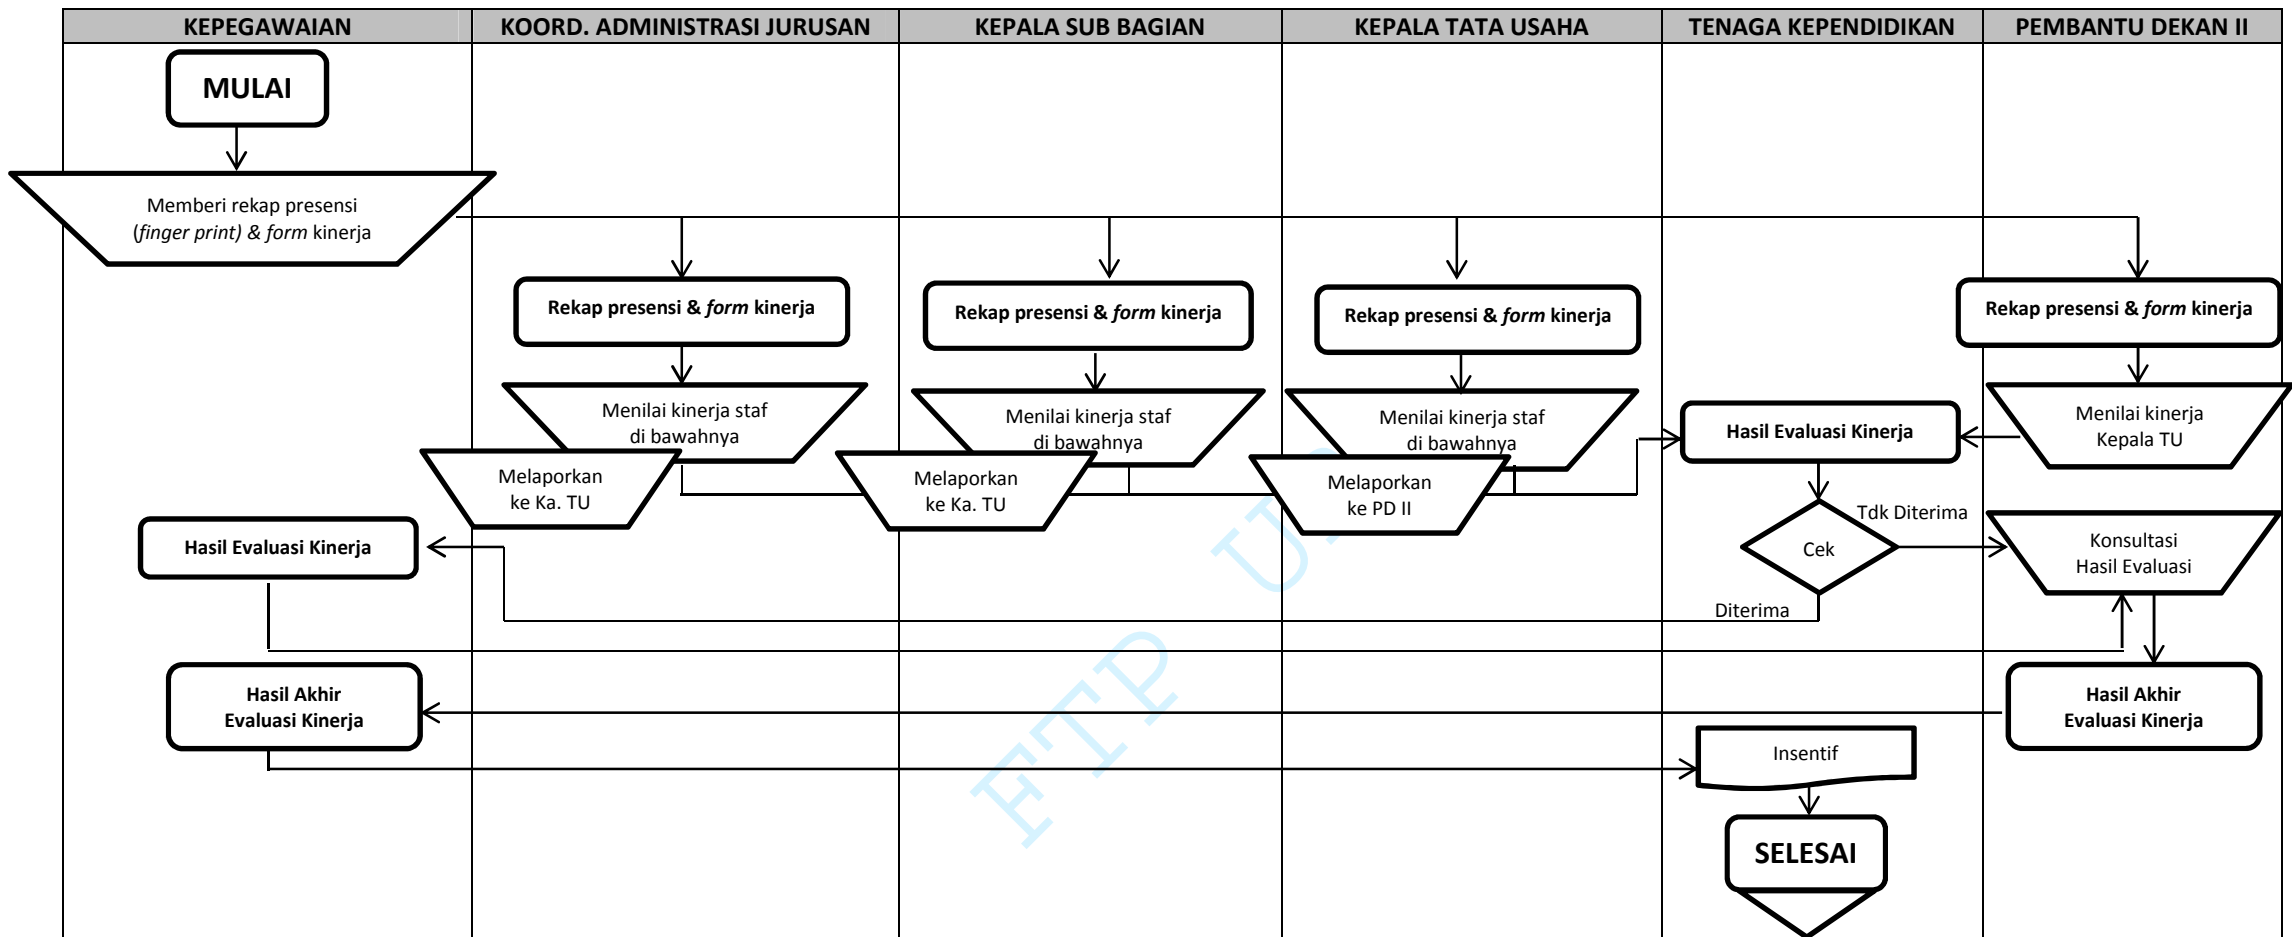 KEPEGAWAIAN
KOORD. ADMINISTRASI JURUSAN
KEPALA SUB BAGIAN
KEPALA TATA USAHA
TENAGA KEPENDIDIKAN
PEMBANTU DEKAN II
MULAI
Memberi rekap presensi
(finger print) & form kinerja
Rekap presensi & form kinerja
Rekap presensi & form kinerja
Rekap presensi & form kinerja
Rekap presensi & form kinerja
Menilai kinerja staf
di bawahnya
Menilai kinerja staf
di bawahnya
Menilai kinerja staf
di bawahnya
Hasil Evaluasi Kinerja
Menilai kinerja
Kepala TU
Melaporkan
ke Ka. TU
Melaporkan
ke Ka. TU
Melaporkan
ke PD II
Tdk Diterima
Hasil Evaluasi Kinerja
Cek
Konsultasi
Hasil Evaluasi
Diterima
Hasil Akhir
Evaluasi Kinerja
Hasil Akhir
Evaluasi Kinerja
Insentif
SELESAI
FTP